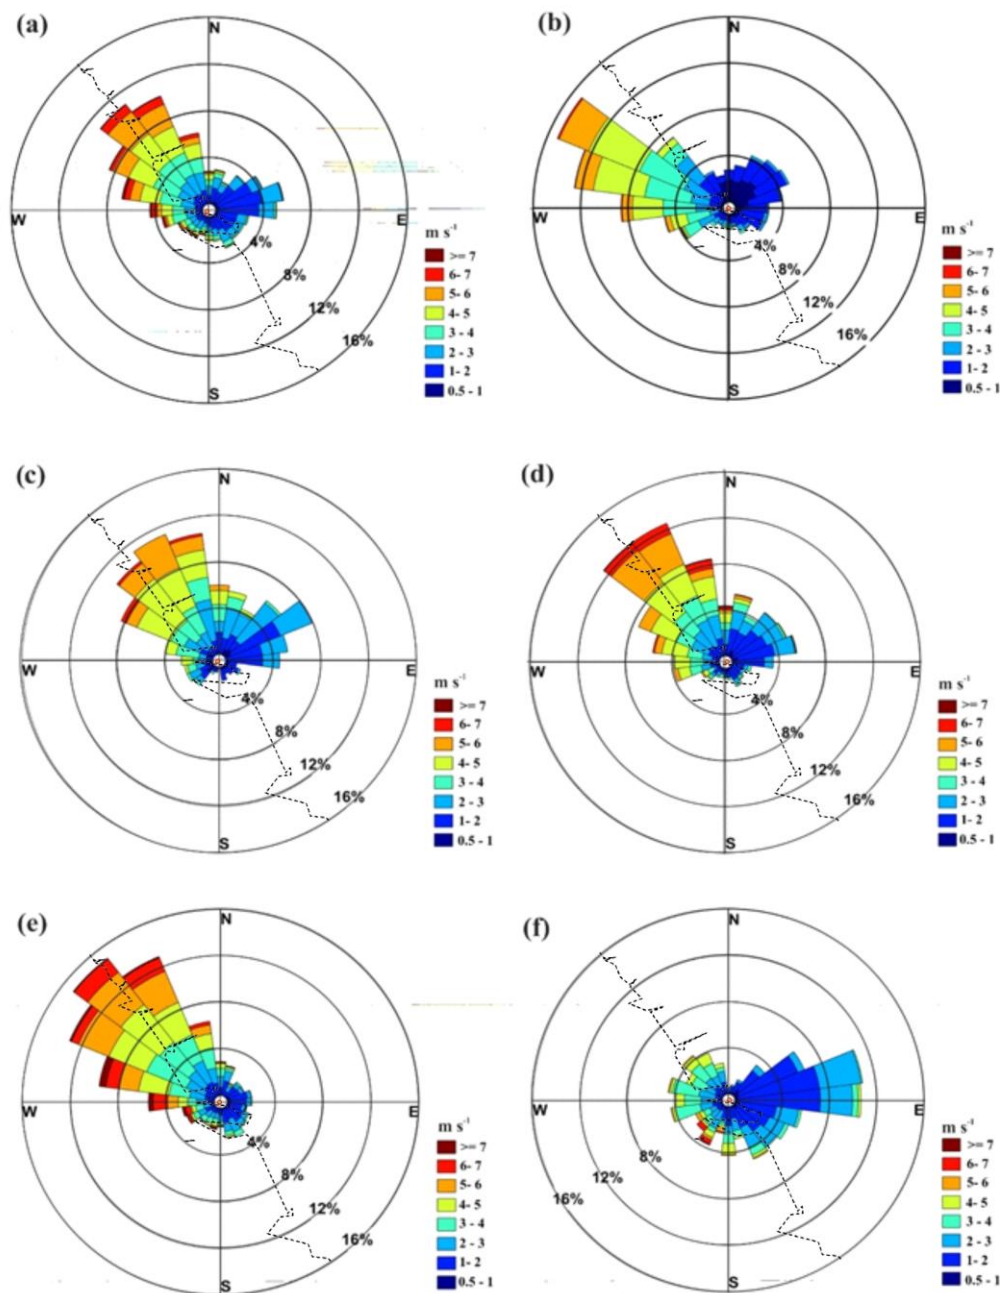 (a)
N
W
E
S
4%
8%
12%
16%
m s⁻¹
>= 7
6- 7
5- 6
4- 5
3 - 4
2 - 3
1- 2
0.5 - 1
(b)
N
W
E
S
4%
8%
12%
16%
m s⁻¹
>= 7
6- 7
5- 6
4- 5
3 - 4
2 - 3
1- 2
0.5 - 1
(c)
N
W
E
S
4%
8%
12%
16%
m s⁻¹
>= 7
6- 7
5- 6
4- 5
3 - 4
2 - 3
1- 2
0.5 - 1
(d)
N
W
E
S
4%
8%
12%
16%
m s⁻¹
>= 7
6- 7
5- 6
4- 5
3 - 4
2 - 3
1- 2
0.5 - 1
(e)
N
W
E
S
4%
8%
12%
16%
m s⁻¹
>= 7
6- 7
5- 6
4- 5
3 - 4
2 - 3
1- 2
0.5 - 1
(f)
N
W
E
S
8%
12%
16%
m s⁻¹
>= 7
6- 7
5- 6
4- 5
3 - 4
2 - 3
1- 2
0.5 - 1